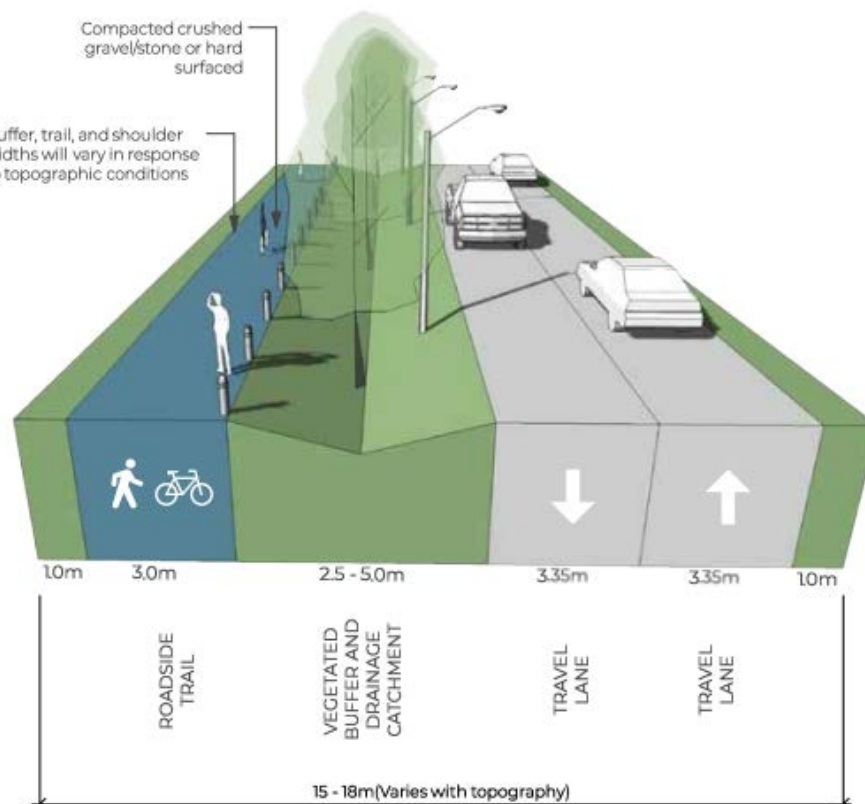 Compacted crushed
gravel/stone or hard
surfaced
uffer, trail, and shoulder
idths will vary in response
topographic conditions
1.0m 3.0m 2.5 - 5.0m 3.35m 3.35m 1.0m
ROADSIDE
TRAIL
VEGETATED
BUFFER AND
DRAINAGE
CATCHMENT
TRAVEL
LANE
TRAVEL
LANE
15 - 18m(Varies with topography)